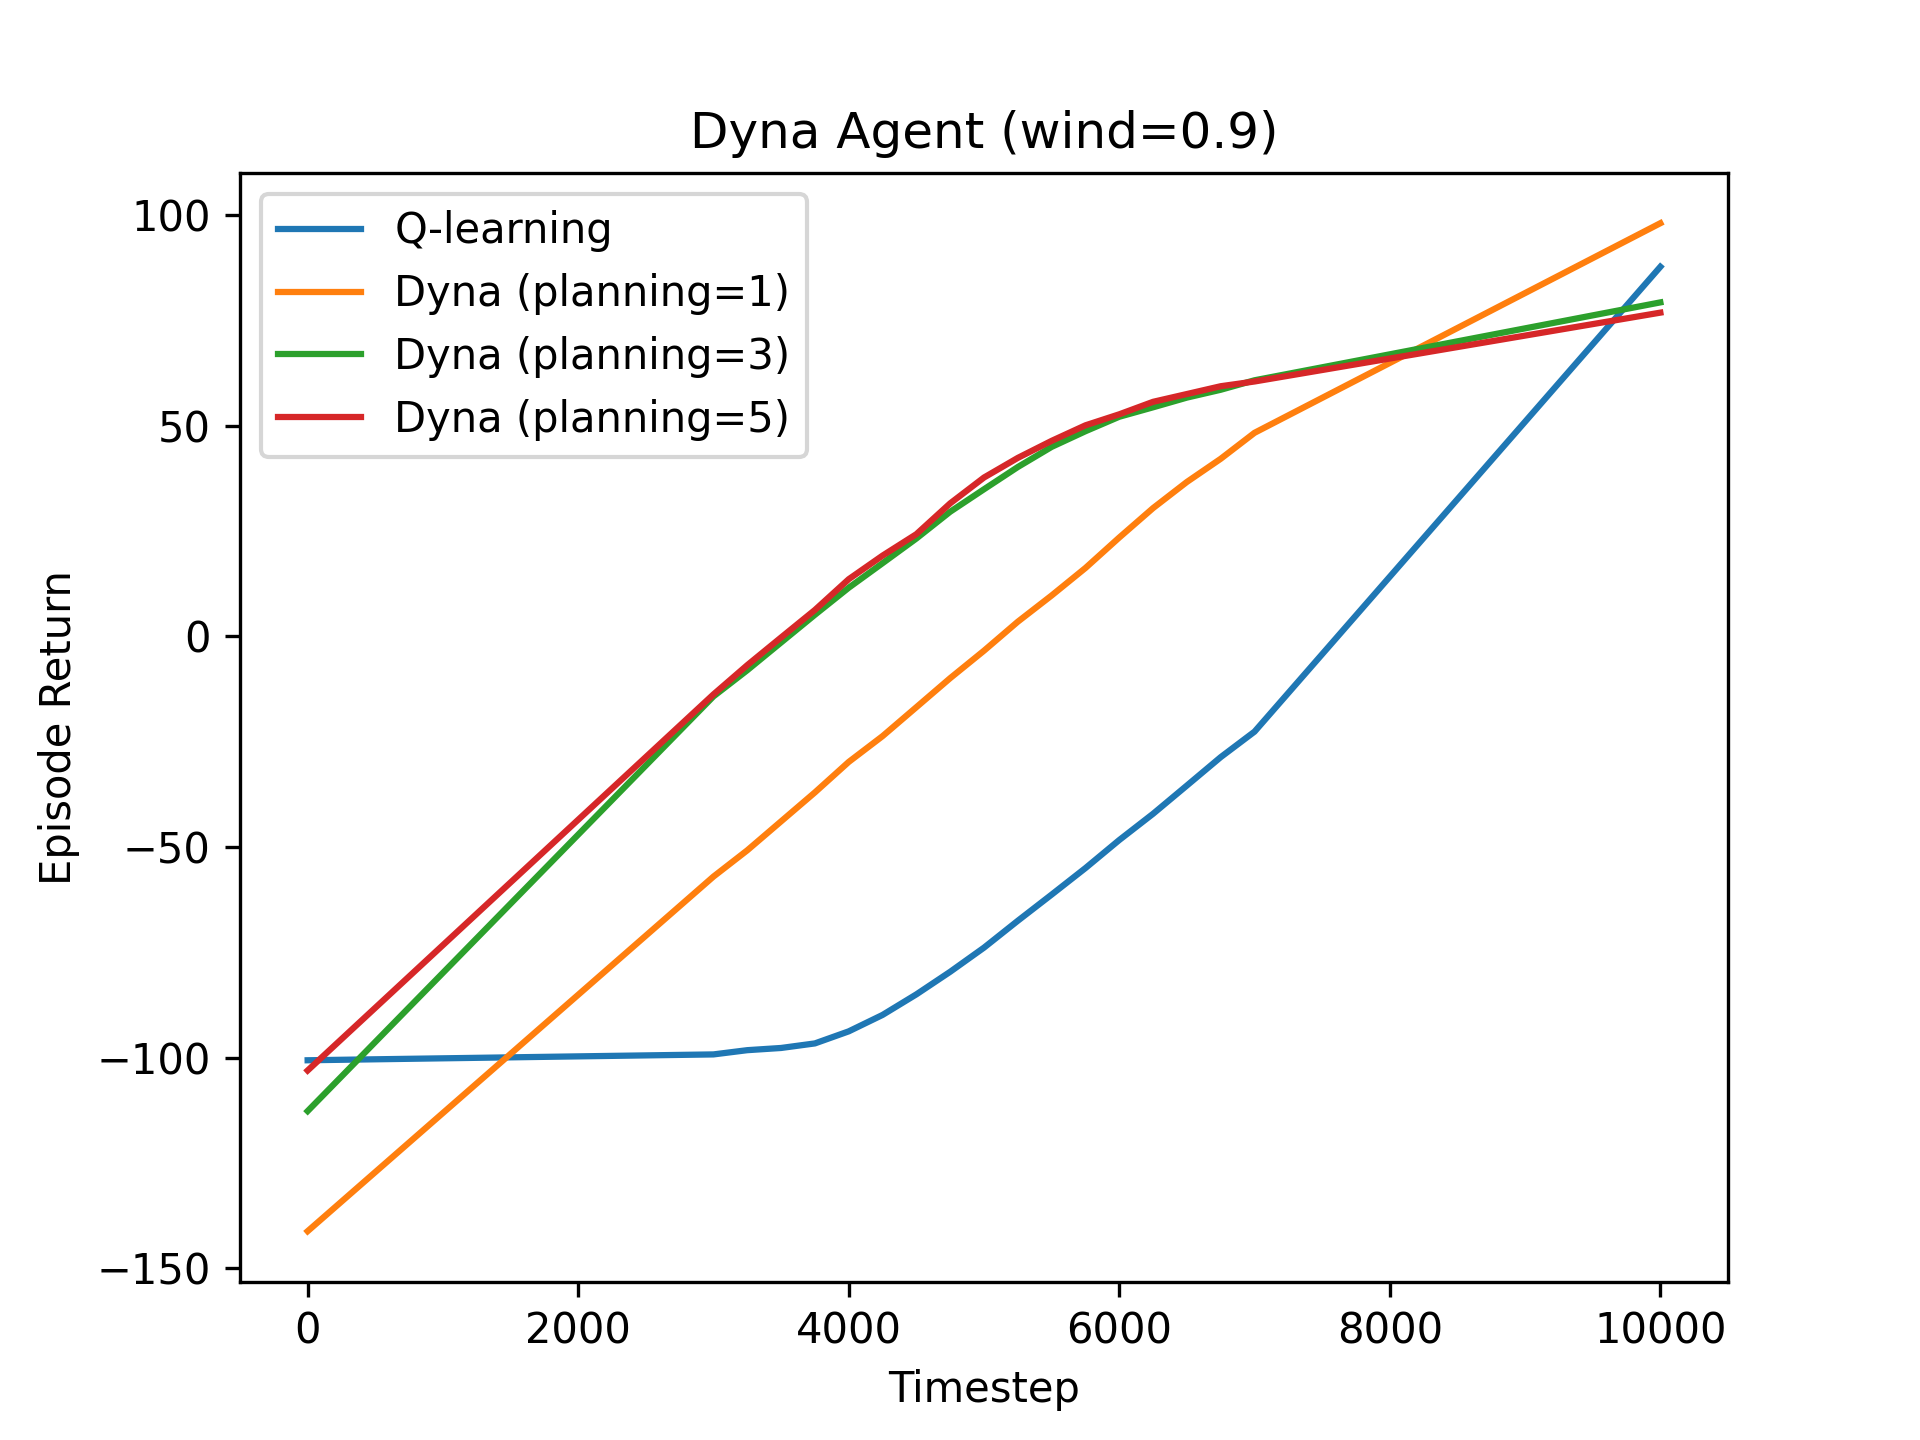 Dyna Agent (wind=0.9)
Q-learning
Dyna (planning=1)
Dyna (planning=3)
Dyna (planning=5)
100
50
0
−50
−100
−150
Episode Return
0 2000 4000 6000 8000 10000
Timestep